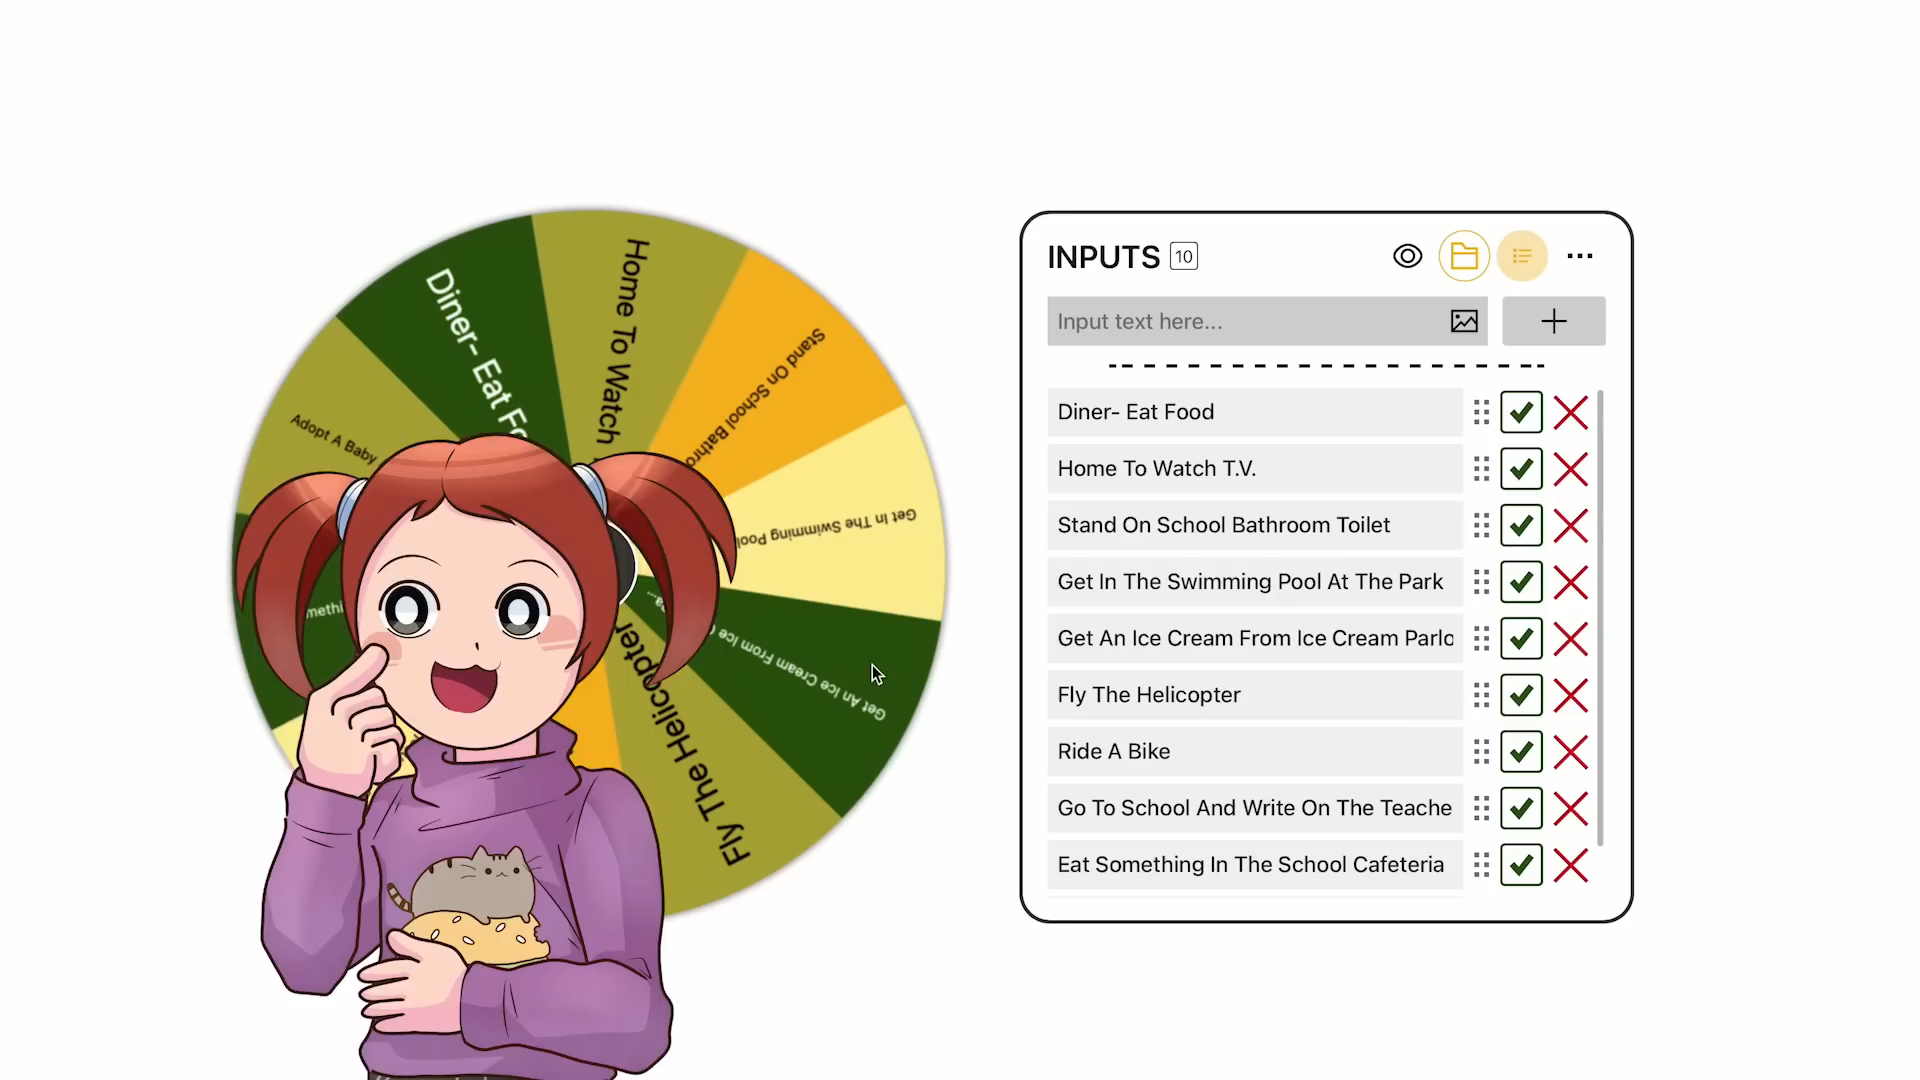 Diner- Eat Fo
Home To Watch
Stand On School Bathro
Get In The Swimming Pool
Get An Ice Cream From Ice
Fly The Helicopter
Adopt A Baby
methi
INPUTS 10
Input text here...
Diner- Eat Food
Home To Watch T.V.
Stand On School Bathroom Toilet
Get In The Swimming Pool At The Park
Get An Ice Cream From Ice Cream Parlo
Fly The Helicopter
Ride A Bike
Go To School And Write On The Teache
Eat Something In The School Cafeteria